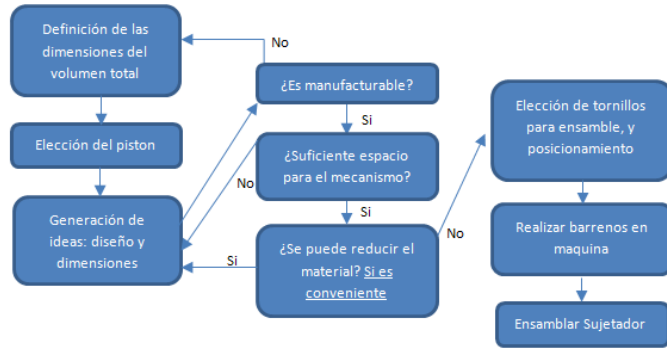 Definición de las
dimensiones del
volumen total
No
¿Es manufacturable?
Si
Elección del piston
¿Suficiente espacio
para el mecanismo?
No
Si
Generación de
ideas: diseño y
dimensiones
Si
¿Se puede reducir el
material? Si es
conveniente
No
Elección de tornillos
para ensamble, y
posicionamiento
Realizar barrenos en
maquina
Ensamblar Sujetador